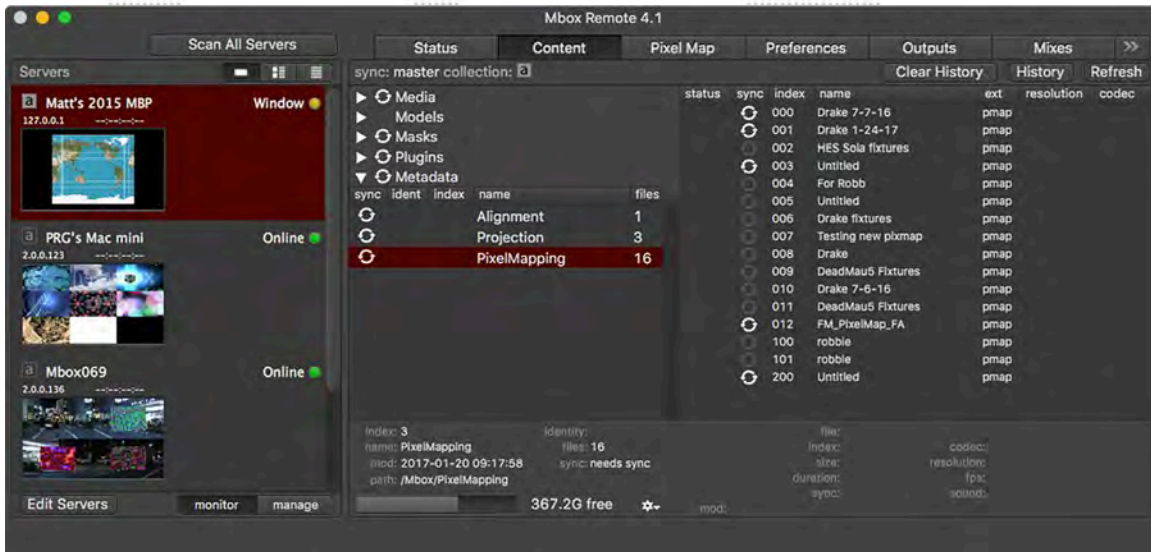 Mbox Remote 4.1
Scan All Servers
Status Content Pixel Map Preferences Outputs Mixes >>
Servers
sync: master collection: a
Clear History History Refresh
a Matt's 2015 MBP Window
127.0.0.1 --:--:--:--
a PRG's Mac mini Online
2.0.0.123 --:--:--:--
a Mbox069 Online
2.0.0.136 --:--:--:--
Edit Servers monitor manage
Media
Models
Masks
Plugins
Metadata
sync ident index name files
Alignment 1
Projection 3
PixelMapping 16
status sync index name ext resolution codec
000 Drake 7-7-16 pmap
001 Drake 1-24-17 pmap
002 HES Sola fixtures pmap
003 Untitled pmap
004 For Robb pmap
005 Untitled pmap
006 Drake fixtures pmap
007 Testing new pixmap pmap
008 Drake pmap
009 DeadMau5 Fixtures pmap
010 Drake 7-6-16 pmap
011 DeadMau5 Fixtures pmap
012 FM_PixelMap_FA pmap
100 robbie pmap
101 robbie pmap
200 Untitled pmap
index: 3 identity:
name: PixelMapping files: 16
mod: 2017-01-20 09:17:58 sync: needs sync
path: /Mbox/PixelMapping
367.2G free
file:
index: codec:
size: resolution:
duration: fps:
sync: sound:
mod: